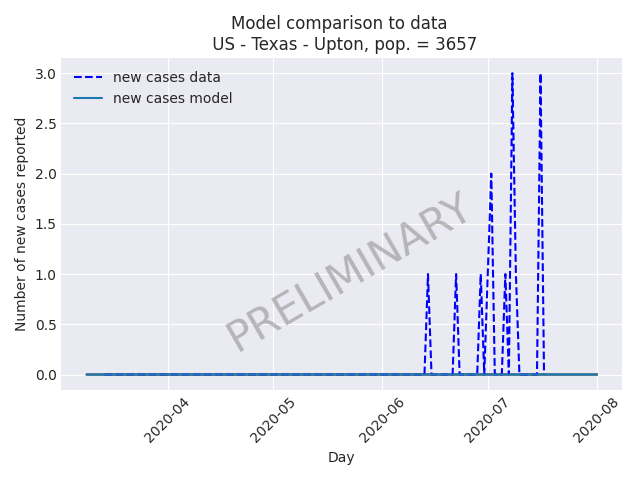 Model comparison to data
US - Texas - Upton, pop. = 3657
new cases data
new cases model
Number of new cases reported
3.0
2.5
2.0
1.5
1.0
0.5
0.0
PRELIMINARY
2020-04
2020-05
2020-06
2020-07
2020-08
Day